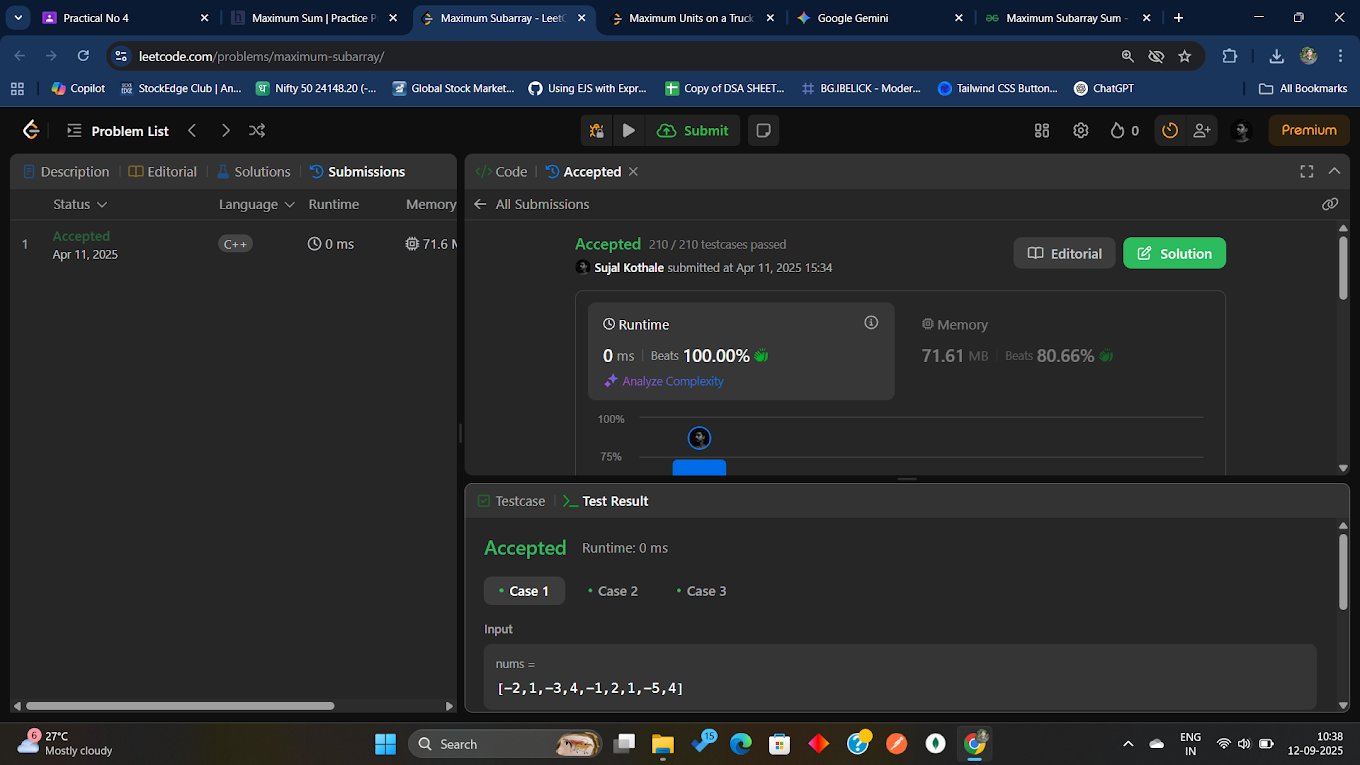 Practical No 4
Maximum Sum | Practice P
Maximum Subarray - LeetC
Maximum Units on a Truck
Google Gemini
Maximum Subarray Sum -
leetcode.com/problems/maximum-subarray/
Copilot
StockEdge Club | An...
Nifty 50 24148.20 (-...
Global Stock Market...
Using EJS with Expr...
Copy of DSA SHEET...
BG.IBELICK - Moder...
Tailwind CSS Button...
ChatGPT
All Bookmarks
Problem List
Submit
0
Premium
Description
Editorial
Solutions
Submissions
Status
Language
Runtime
Memory
1
Accepted
Apr 11, 2025
C++
0 ms
71.6 M
Code
Accepted
All Submissions
Accepted 210 / 210 testcases passed
Sujal Kothale submitted at Apr 11, 2025 15:34
Editorial
Solution
Runtime
0 ms | Beats 100.00%
Analyze Complexity
Memory
71.61 MB | Beats 80.66%
100%
75%
Testcase
Test Result
Accepted Runtime: 0 ms
Case 1
Case 2
Case 3
Input
nums =
[-2,1,-3,4,-1,2,1,-5,4]
6
27°C
Mostly cloudy
Search
15
ENG
IN
10:38
12-09-2025